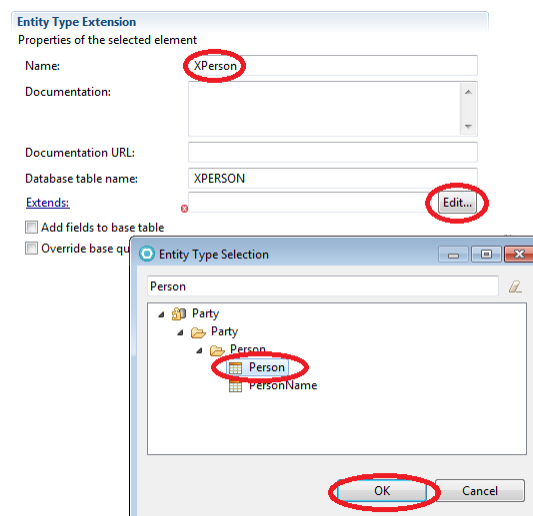 Entity Type Extension
Properties of the selected element
Name: XPerson
Documentation:
Documentation URL:
Database table name: XPERSON
Extends: Edit...
Add fields to base table
Override base qu
Entity Type Selection
Person
Party
Party
Person
Person
PersonName
OK Cancel